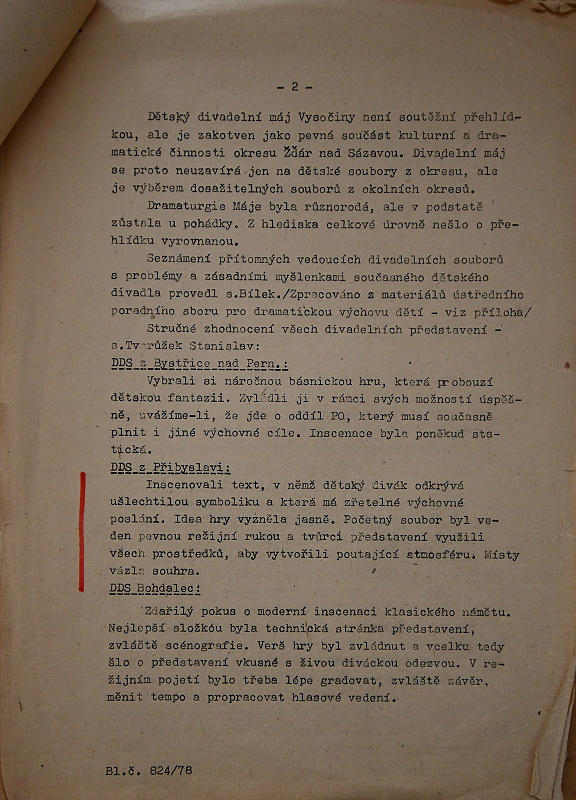 - 2 -
Dětský divadelní máj Vysočiny není soutěžní přehlíd-
kou, ale je zakotven jako pevná součást kulturní a dra-
matické činnosti okresu Žďár nad Sázavou. Divadelní máj
se proto neuzavírá jen na dětské soubory z okresu, ale
je výběrem dosažitelných souborů z okolních okresů.
Dramaturgie Máje byla různorodá, ale v podstatě
zůstala u pohádky. Z hlediska celkové úrovně nešlo o pře-
hlídku vyrovnanou.
Seznámení přítomných vedoucích divadelních souborů
s problémy a zásadními myšlenkami současného dětského
divadla provedl s.Bílek./Zpracováno z materiálů ústředního
poradního sboru pro dramatickou výchovu dětí - viz příloha/
Stručné zhodnocení všech divadelních představení -
s.Tvarůžek Stanislav:
DDS z Bystřice nad Pern.:
Vybrali si náročnou básnickou hru, která probouzí
dětskou fantazii. Zvládli ji v rámci svých možností úspěš-
ně, uvážíme-li, že jde o oddíl PO, který musí současně
plnit i jiné výchovné cíle. Inscenace byla poněkud sta-
tická.
DDS z Přibyslavi:
Inscenovali text, v němž dětský divák odkrývá
ušlechtilou symboliku a která má zřetelné výchovné
poslání. Idea hry vyzněla jasně. Početný soubor byl ve-
den pevnou režijní rukou a tvůrci představení využili
všech prostředků, aby vytvořili poutající atmosféru. Místy
vázla souhra.
DDS Bohdalec:
Zdařilý pokus o moderní inscenaci klasického námětu.
Nejlepší složkou byla technická stránka představení,
zvláště scénografie. Verš hry byl zvládnut a vcelku tedy
šlo o představení vkusné s živou diváckou odezvou. V re-
žijním pojetí bylo třeba lépe gradovat, zvláště závěr,
měnit tempo a propracovat hlasové vedení.
Bl.č. 824/78